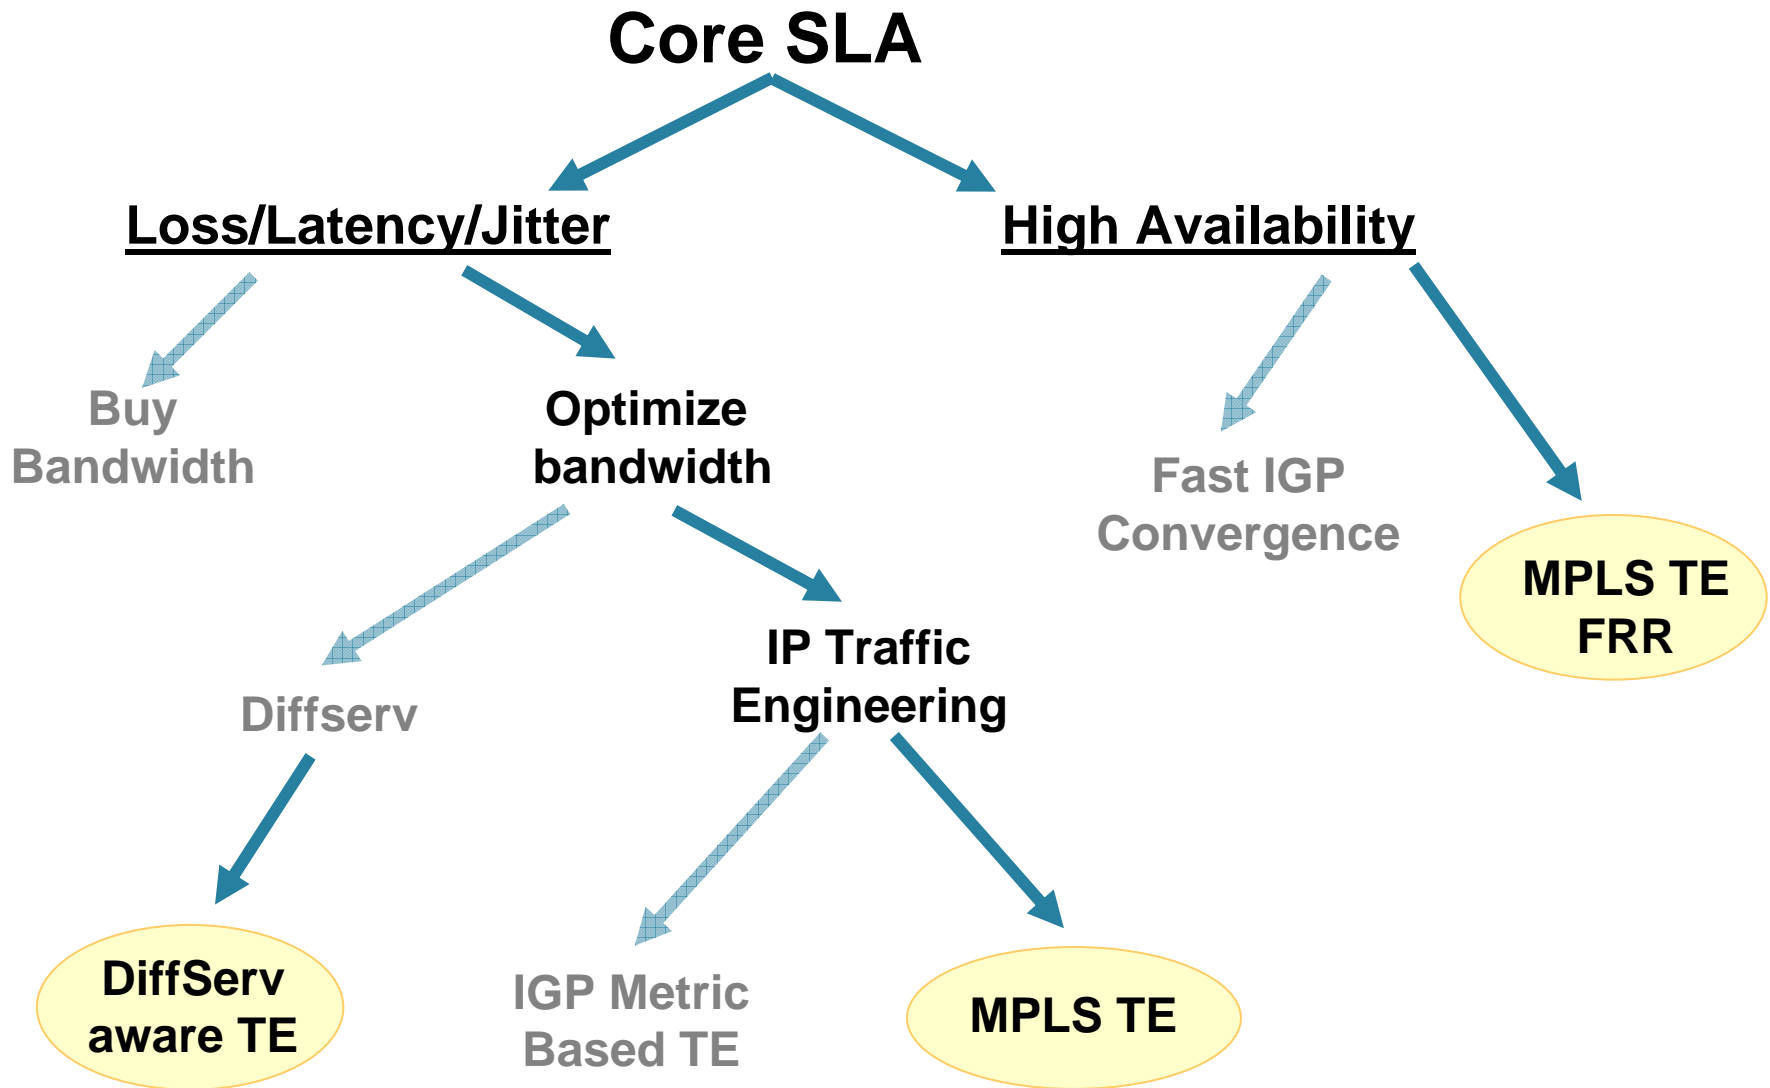 Core SLA
Loss/Latency/Jitter
High Availability
Buy
Bandwidth
Optimize
bandwidth
Fast IGP
Convergence
MPLS TE
FRR
Diffserv
IP Traffic
Engineering
DiffServ
aware TE
IGP Metric
Based TE
MPLS TE